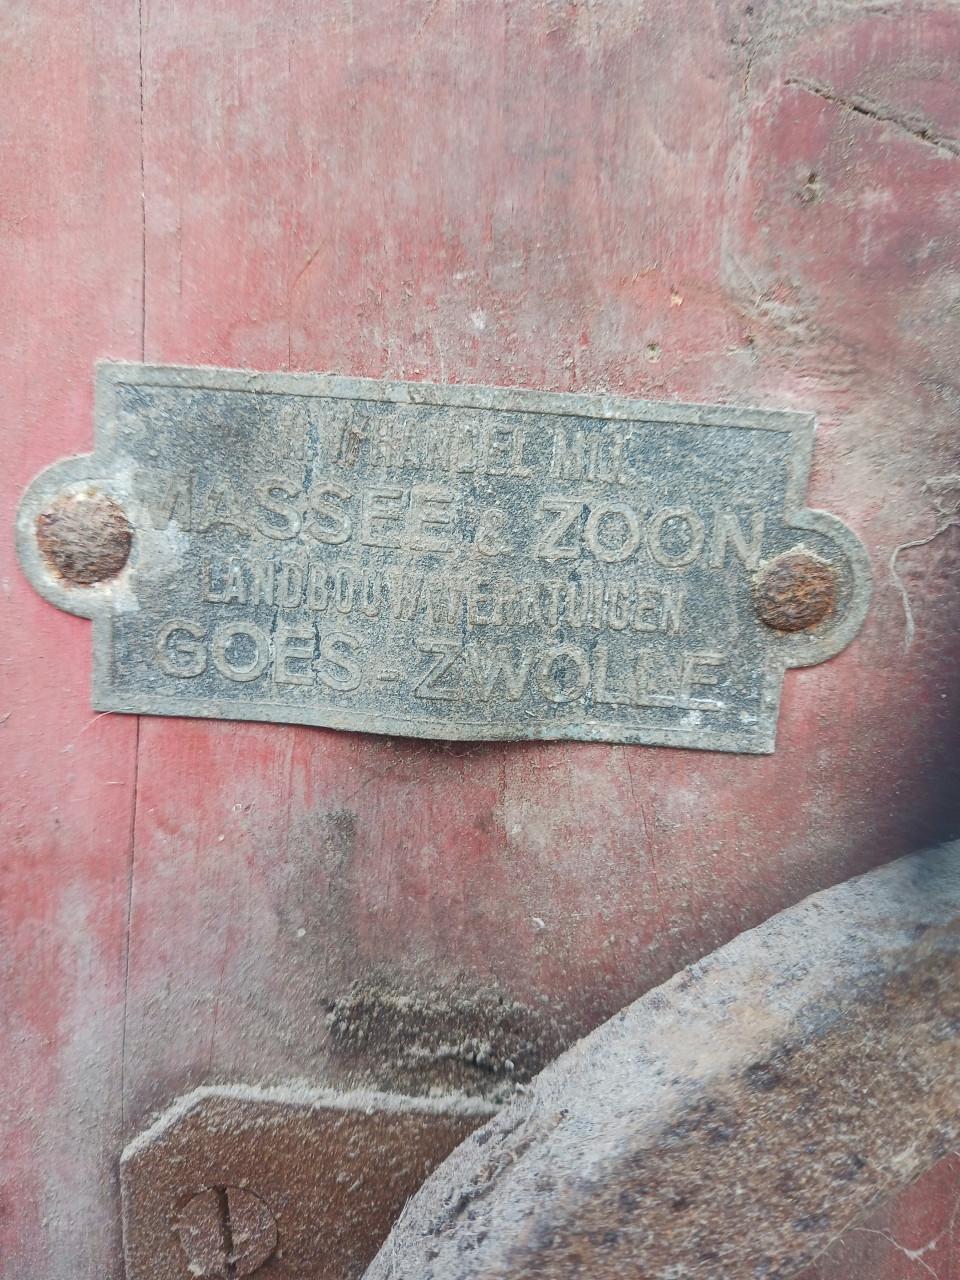 N.V. HANDEL MIJ.
MASSEE & ZOON
LANDBOUWWERKTUIGEN
GOES - ZWOLLE